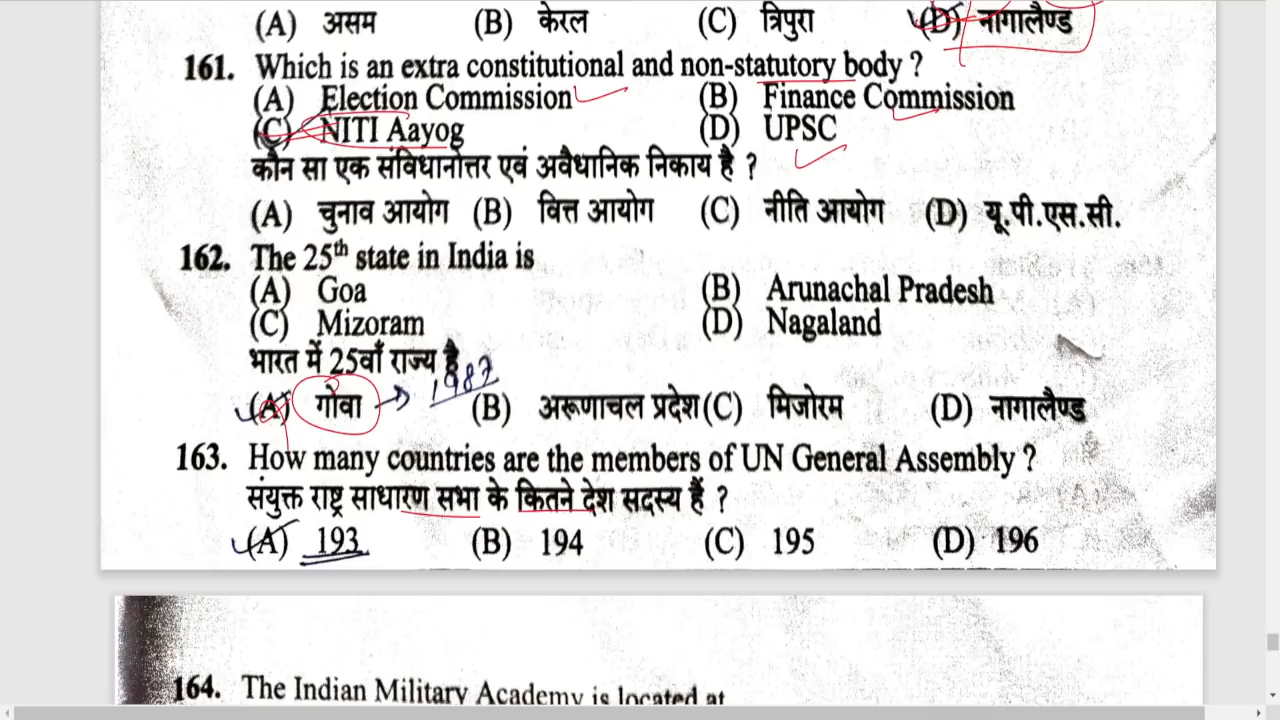 (A) असम (B) केरल (C) त्रिपुरा (D) नागालैण्ड
161. Which is an extra constitutional and non-statutory body ?
(A) Election Commission (B) Finance Commission
(C) NITI Aayog (D) UPSC
कौन सा एक संविधानोत्तर एवं अवैधानिक निकाय है ?
(A) चुनाव आयोग (B) वित्त आयोग (C) नीति आयोग (D) यू.पी.एस.सी.
162. The 25th state in India is
(A) Goa (B) Arunachal Pradesh
(C) Mizoram (D) Nagaland
भारत में 25वाँ राज्य है
1987
(A) गोवा (B) अरूणाचल प्रदेश (C) मिजोरम (D) नागालैण्ड
163. How many countries are the members of UN General Assembly ?
संयुक्त राष्ट्र साधारण सभा के कितने देश सदस्य हैं ?
(A) 193 (B) 194 (C) 195 (D) 196
164. The Indian Military Academy is located at